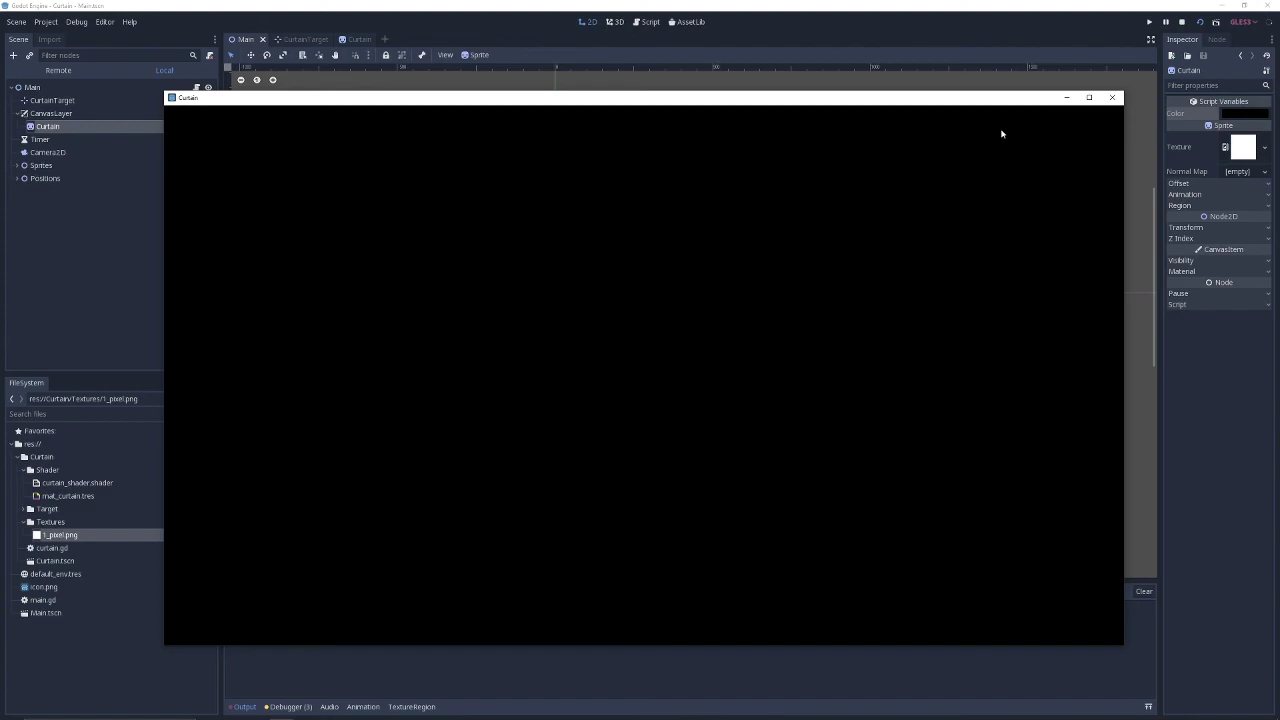 Godot Engine - Curtain - Main.tscn
Scene Project Debug Editor Help
2D 3D Script AssetLib
GLES3
Scene Import
Main CurtainTarget Curtain
Inspector Node
Filter nodes
View Sprite
Remote Local
Curtain
Filter properties
Main
CurtainTarget
CanvasLayer
Curtain
Timer
Camera2D
Sprites
Positions
Curtain
Script Variables
Color
Sprite
Texture
Normal Map [empty]
Offset
Animation
Region
Node2D
Transform
Z Index
CanvasItem
Visibility
Material
Node
Pause
Script
FileSystem
res://Curtain/Textures/1_pixel.png
Search files
Favorites:
res://
Curtain
Shader
curtain_shader.shader
mat_curtain.tres
Target
Textures
1_pixel.png
curtain.gd
Curtain.tscn
default_env.tres
icon.png
main.gd
Main.tscn
Clear
Output Debugger (3) Audio Animation TextureRegion